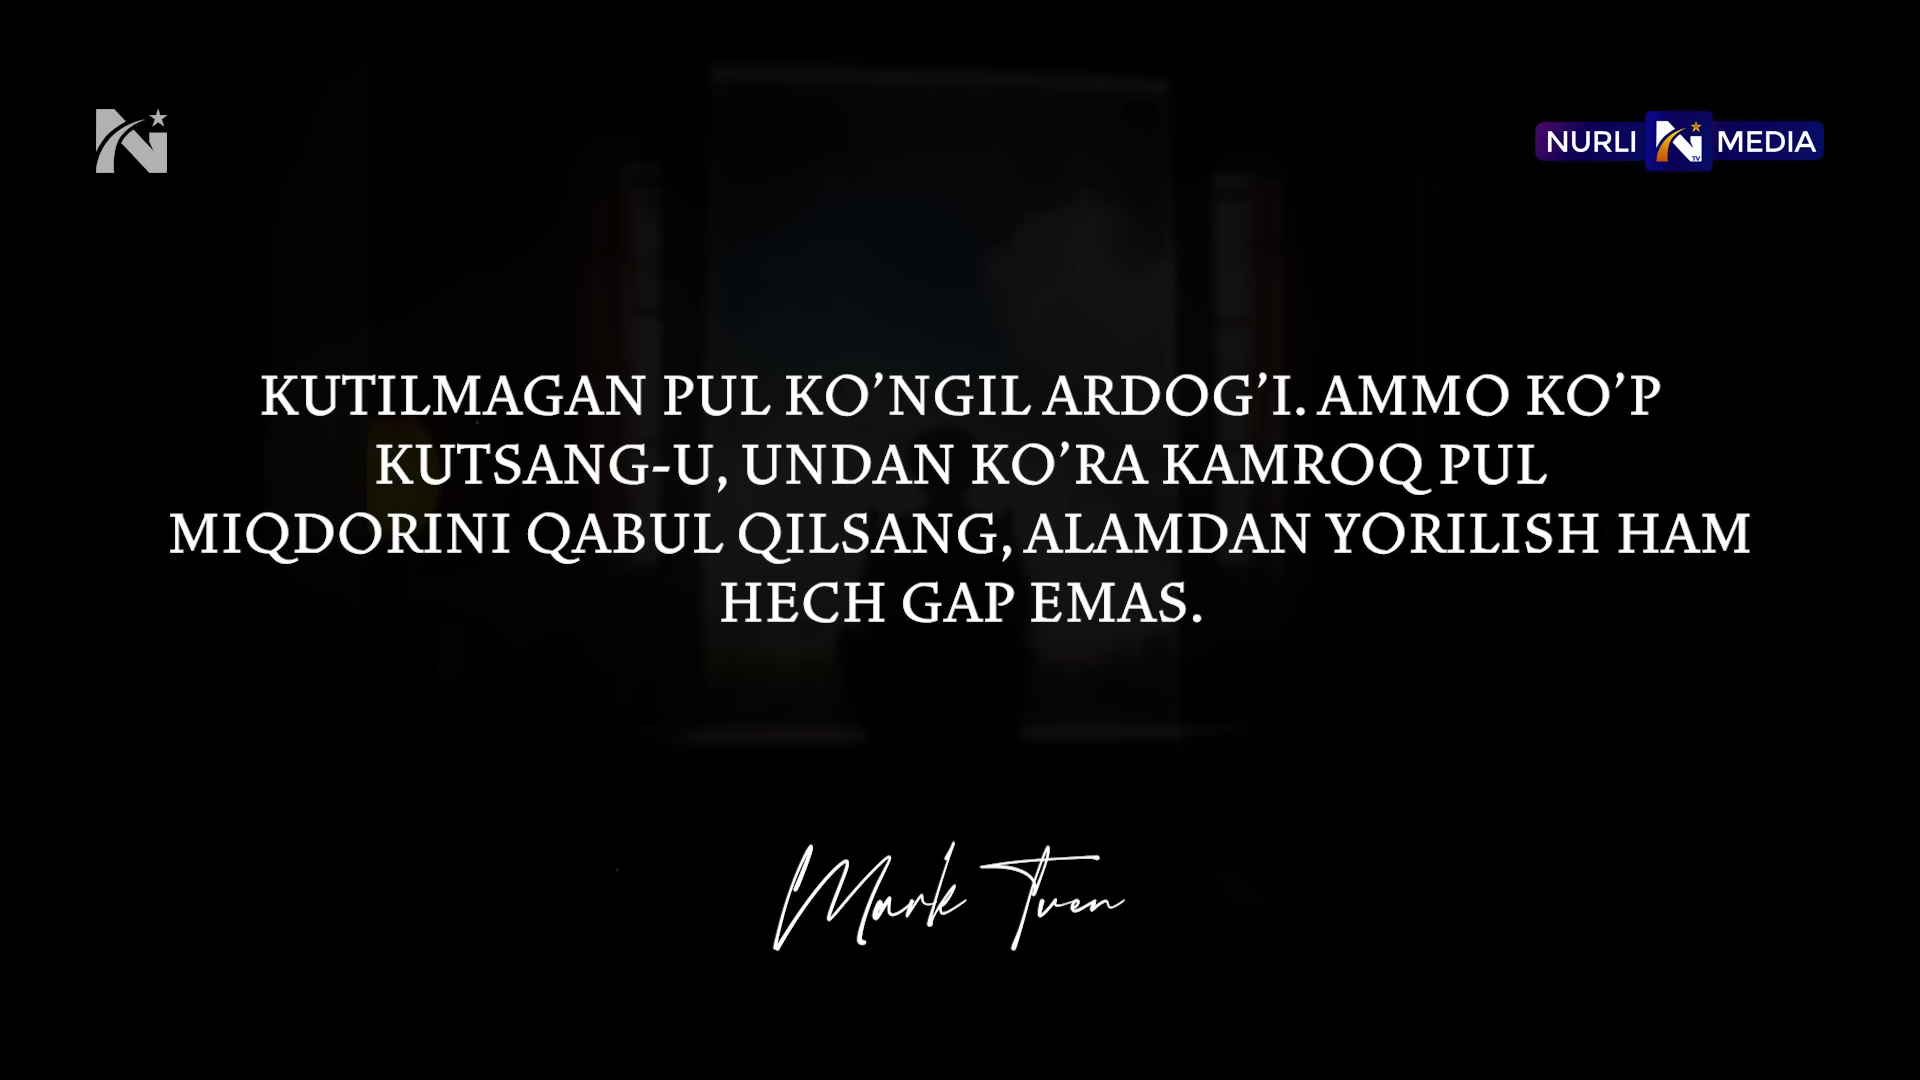 NURLI N TV MEDIA
KUTILMAGAN PUL KO’NGIL ARDOG’I. AMMO KO’P
KUTSANG-U, UNDAN KO’RA KAMROQ PUL
MIQDORINI QABUL QILSANG, ALAMDAN YORILISH HAM
HECH GAP EMAS.
Mark Tven